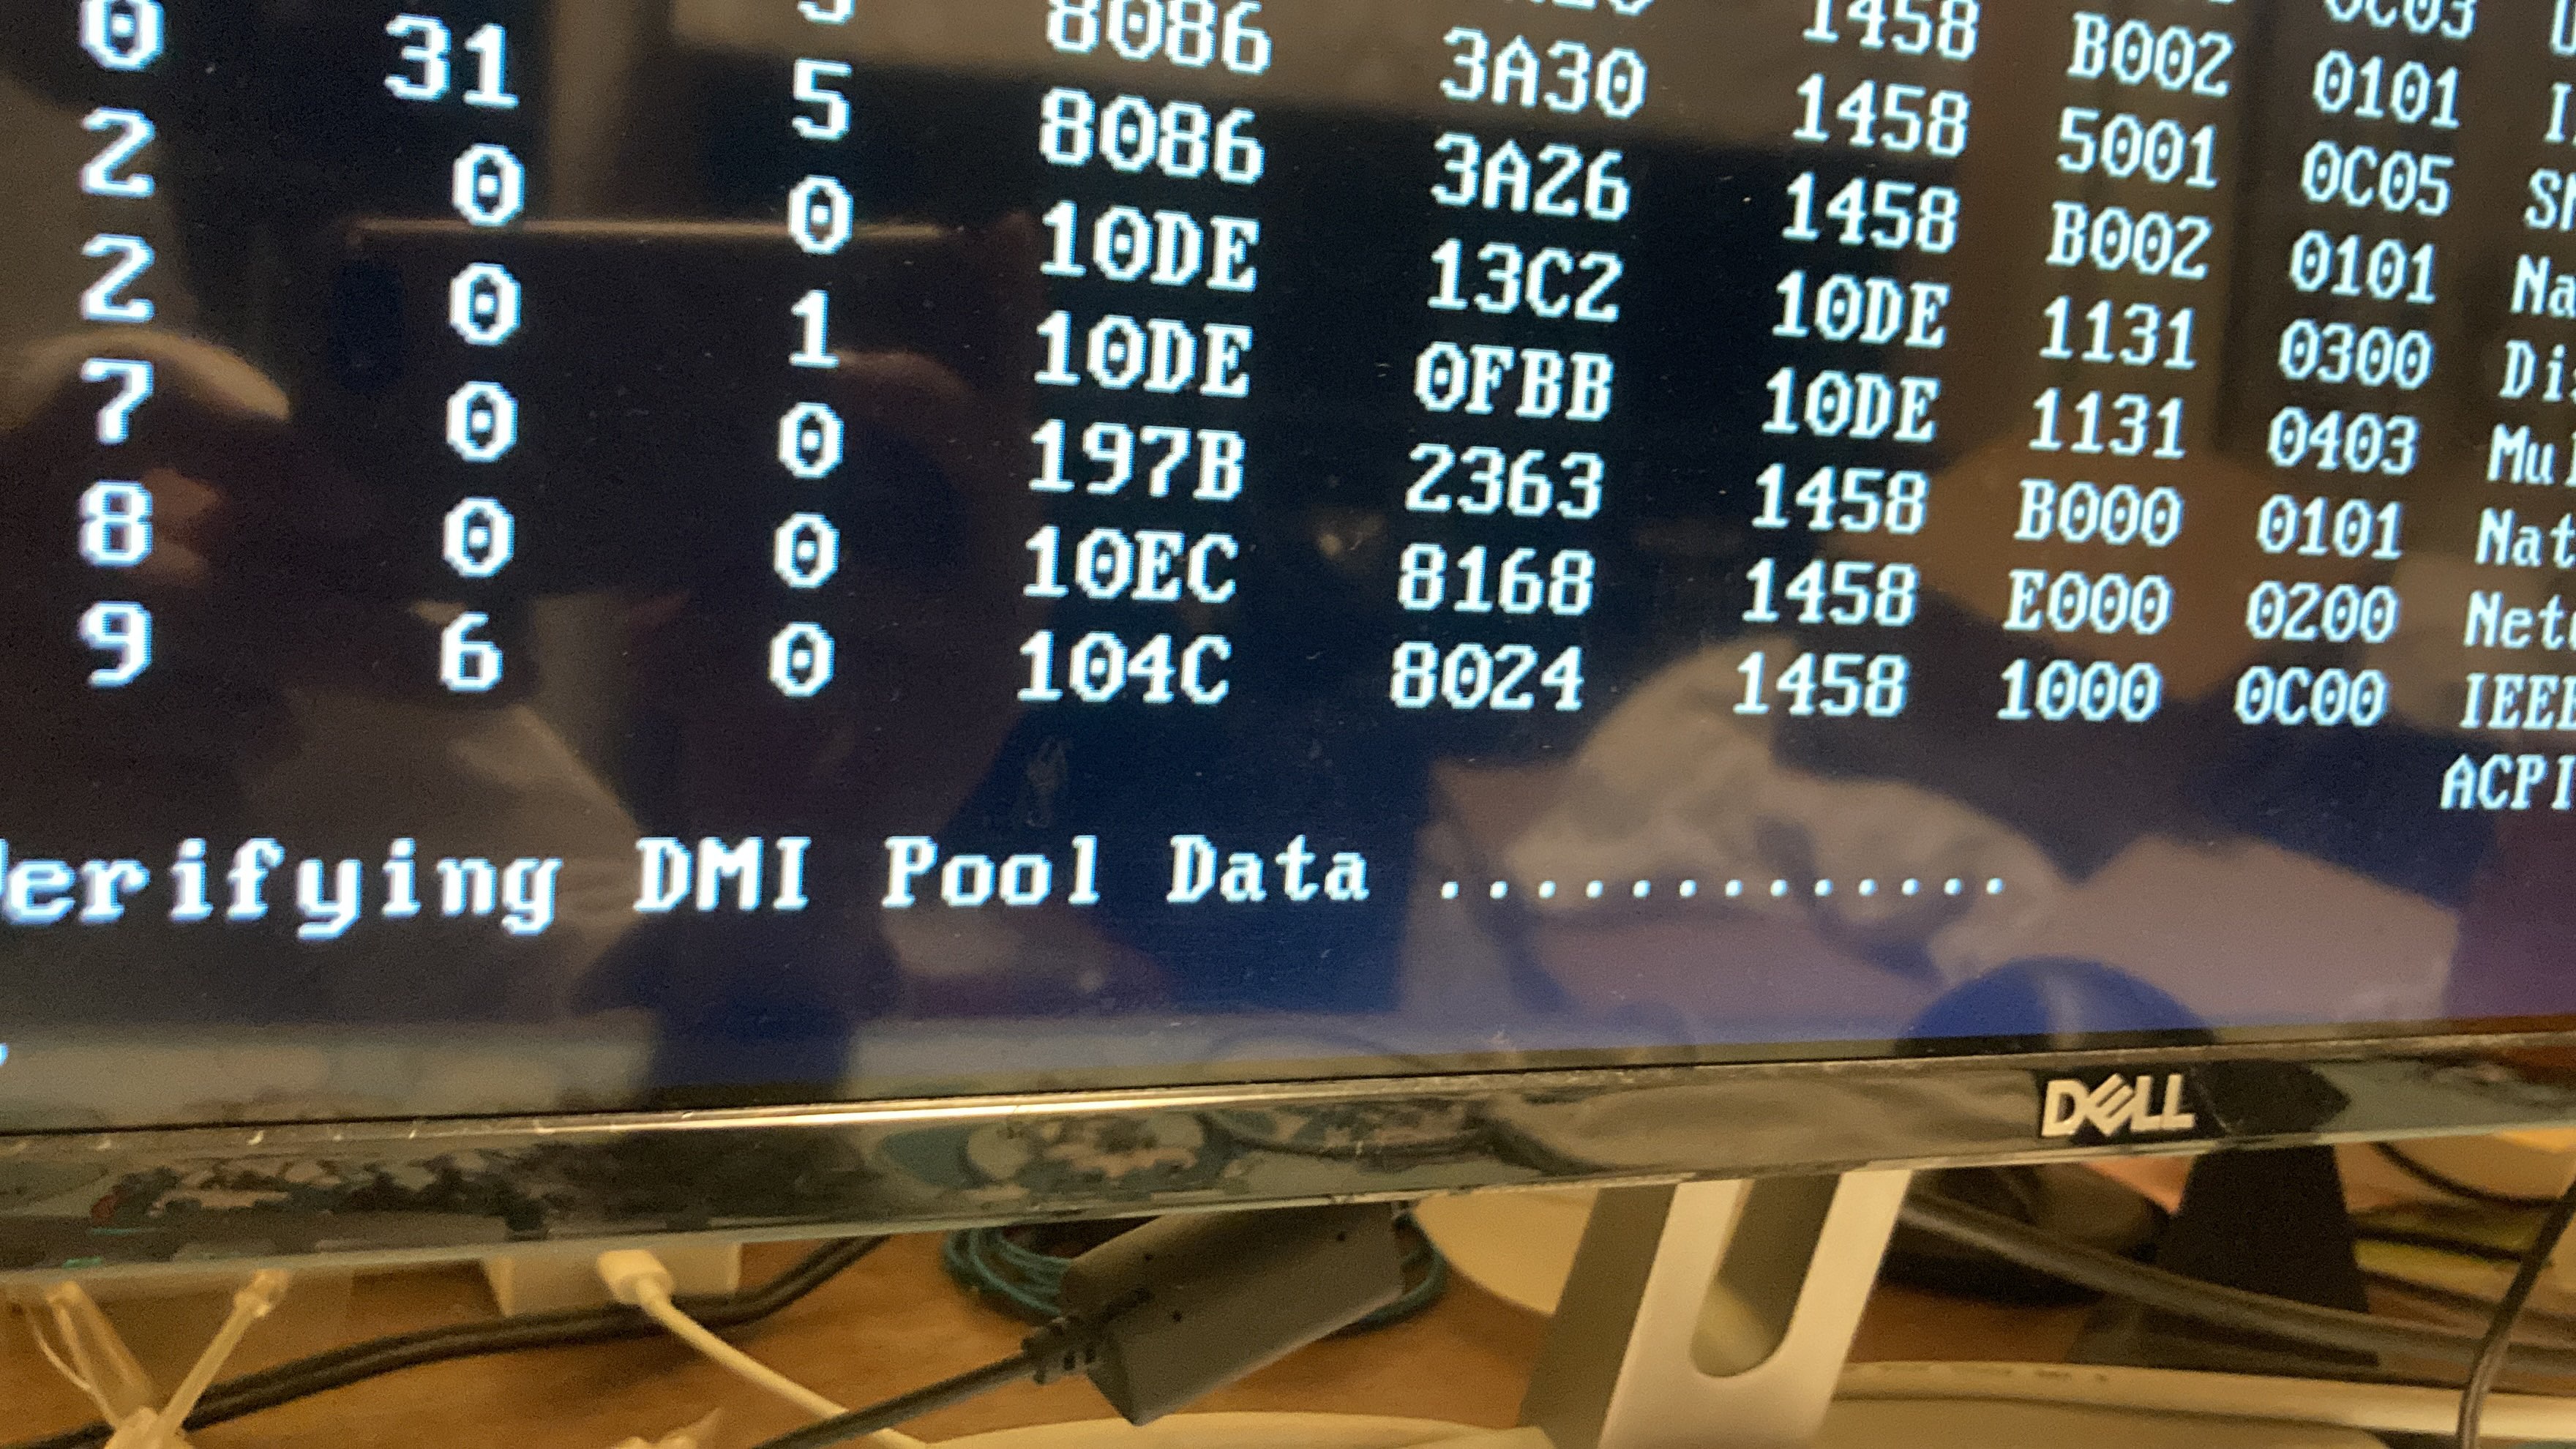 8086 1458 0C03
0 31 5 8086 3A30 1458 B002 0101
2 0 0 10DE 3A26 1458 5001 0C05
2 0 1 10DE 13C2 10DE B002 0101
7 0 0 197B 0FBB 10DE 1131 0300
8 0 0 10EC 2363 1458 1131 0403
9 6 0 104C 8168 1458 B000 0101
8024 1458 E000 0200
1000 0C00
ACPI
Verifying DMI Pool Data ..............
DELL